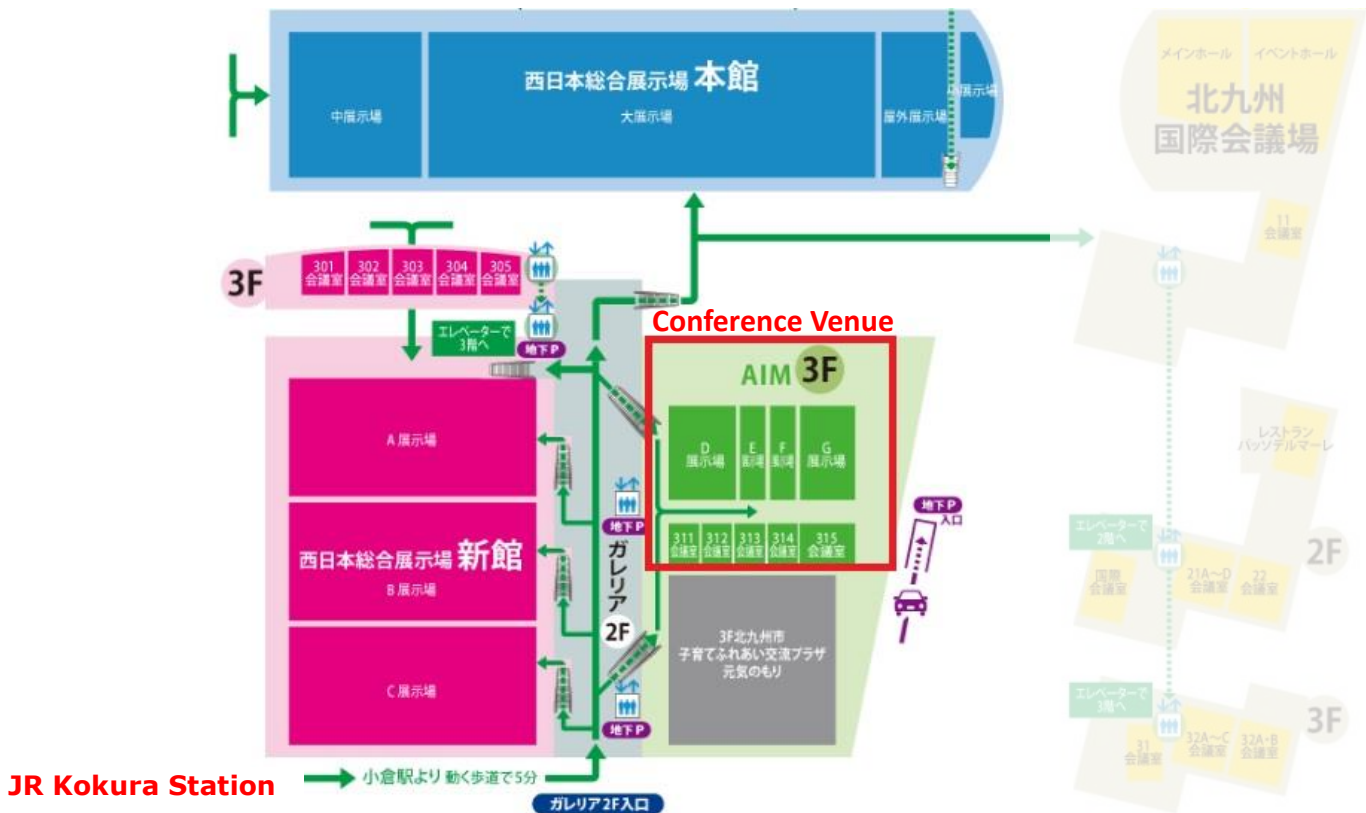 メインホール
イベントホール
北九州
国際会議場
西日本総合展示場 本館
中展示場
大展示場
屋外展示場
展示場
11
会議室
3F
301
会議室
302
会議室
303
会議室
304
会議室
305
会議室
エレベーターで
3階へ
地下P
Conference Venue
AIM 3F
D
展示場
E
展示場
F
展示場
G
展示場
311
会議室
312
会議室
313
会議室
314
会議室
315
会議室
A展示場
西日本総合展示場 新館
B展示場
C展示場
地下P
ガレリア
2F
地下P
3F北九州市
子育てふれあい交流プラザ
元気のもり
地下P
入口
レストラン
パッソデルマーレ
エレベーターで
2階へ
2F
国際
会議室
21A~D
会議室
22
会議室
エレベーターで
3階へ
3F
31
会議室
32A~C
会議室
32A・B
会議室
JR Kokura Station
小倉駅より 動く歩道で5分
ガレリア2F入口